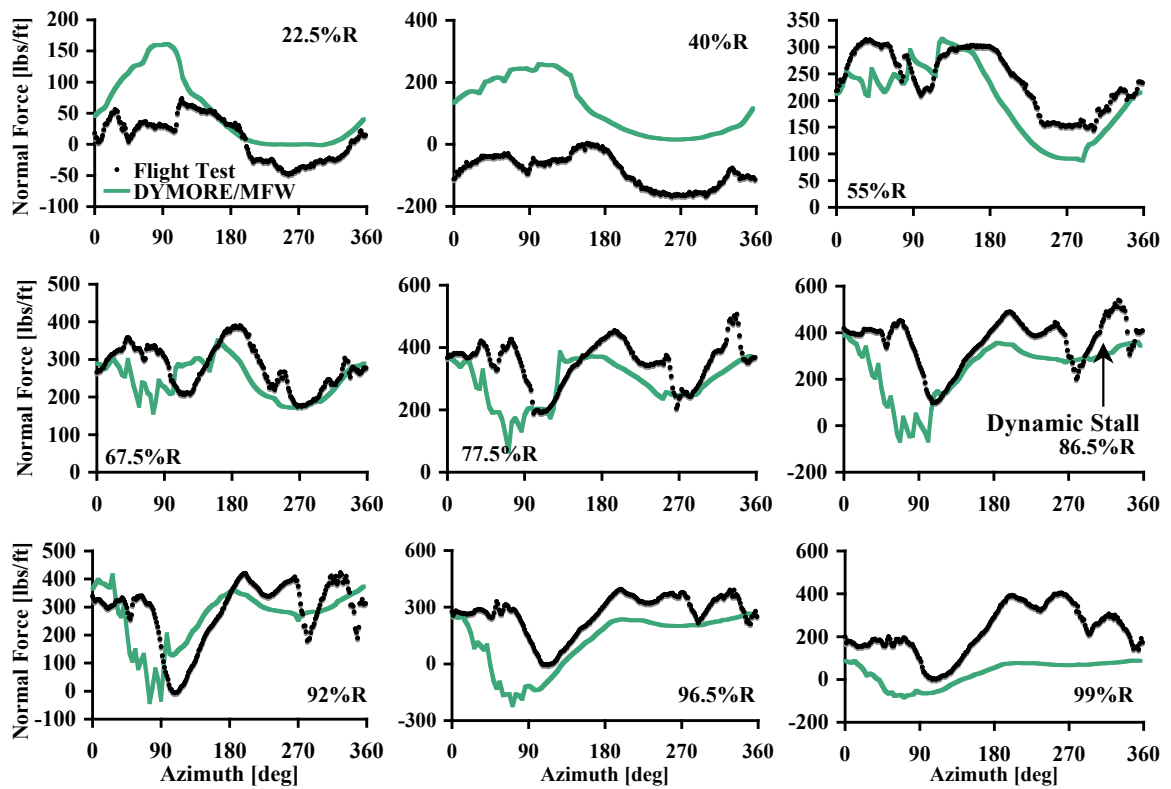 Normal Force [lbs/ft]
200
150
100
50
0
-50
-100
22.5%R
Flight Test
DYMORE/MFW
0 90 180 270 360
400
200
0
-200
40%R
0 90 180 270 360
350
300
250
200
150
100
50
0
55%R
0 90 180 270 360
Normal Force [lbs/ft]
500
400
300
200
100
0
67.5%R
0 90 180 270 360
600
400
200
0
77.5%R
0 90 180 270 360
600
400
200
0
-200
Dynamic Stall
86.5%R
0 90 180 270 360
Normal Force [lbs/ft]
500
400
300
200
100
0
-100
92%R
0 90 180 270 360
Azimuth [deg]
600
300
0
-300
96.5%R
0 90 180 270 360
Azimuth [deg]
600
400
200
0
-200
99%R
0 90 180 270 360
Azimuth [deg]